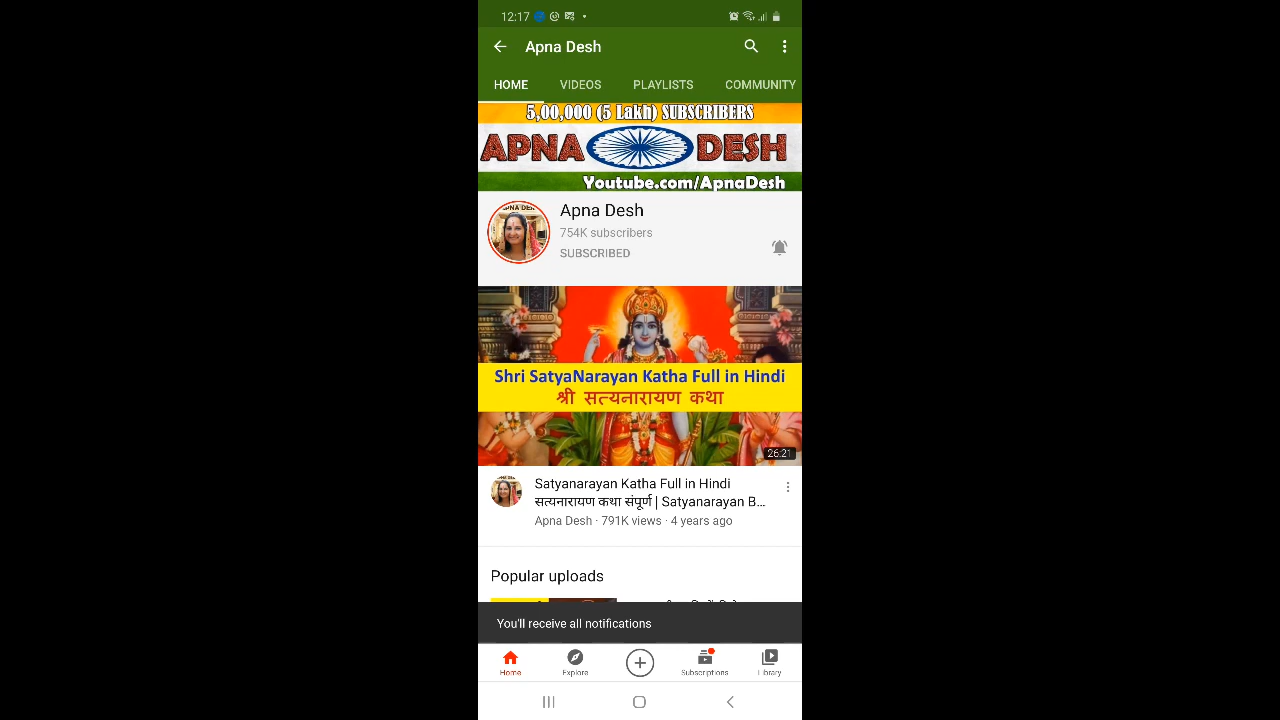 12:17
Apna Desh
HOME VIDEOS PLAYLISTS COMMUNITY
5,00,000 (5 Lakh) SUBSCRIBERS
APNA DESH
Youtube.com/ApnaDesh
Apna Desh
754K subscribers
SUBSCRIBED
Shri SatyaNarayan Katha Full in Hindi
श्री सत्यनारायण कथा
26:21
Satyanarayan Katha Full in Hindi
सत्यनारायण कथा संपूर्ण | Satyanarayan B...
Apna Desh · 791K views · 4 years ago
Popular uploads
You'll receive all notifications
Home Explore Subscriptions Library